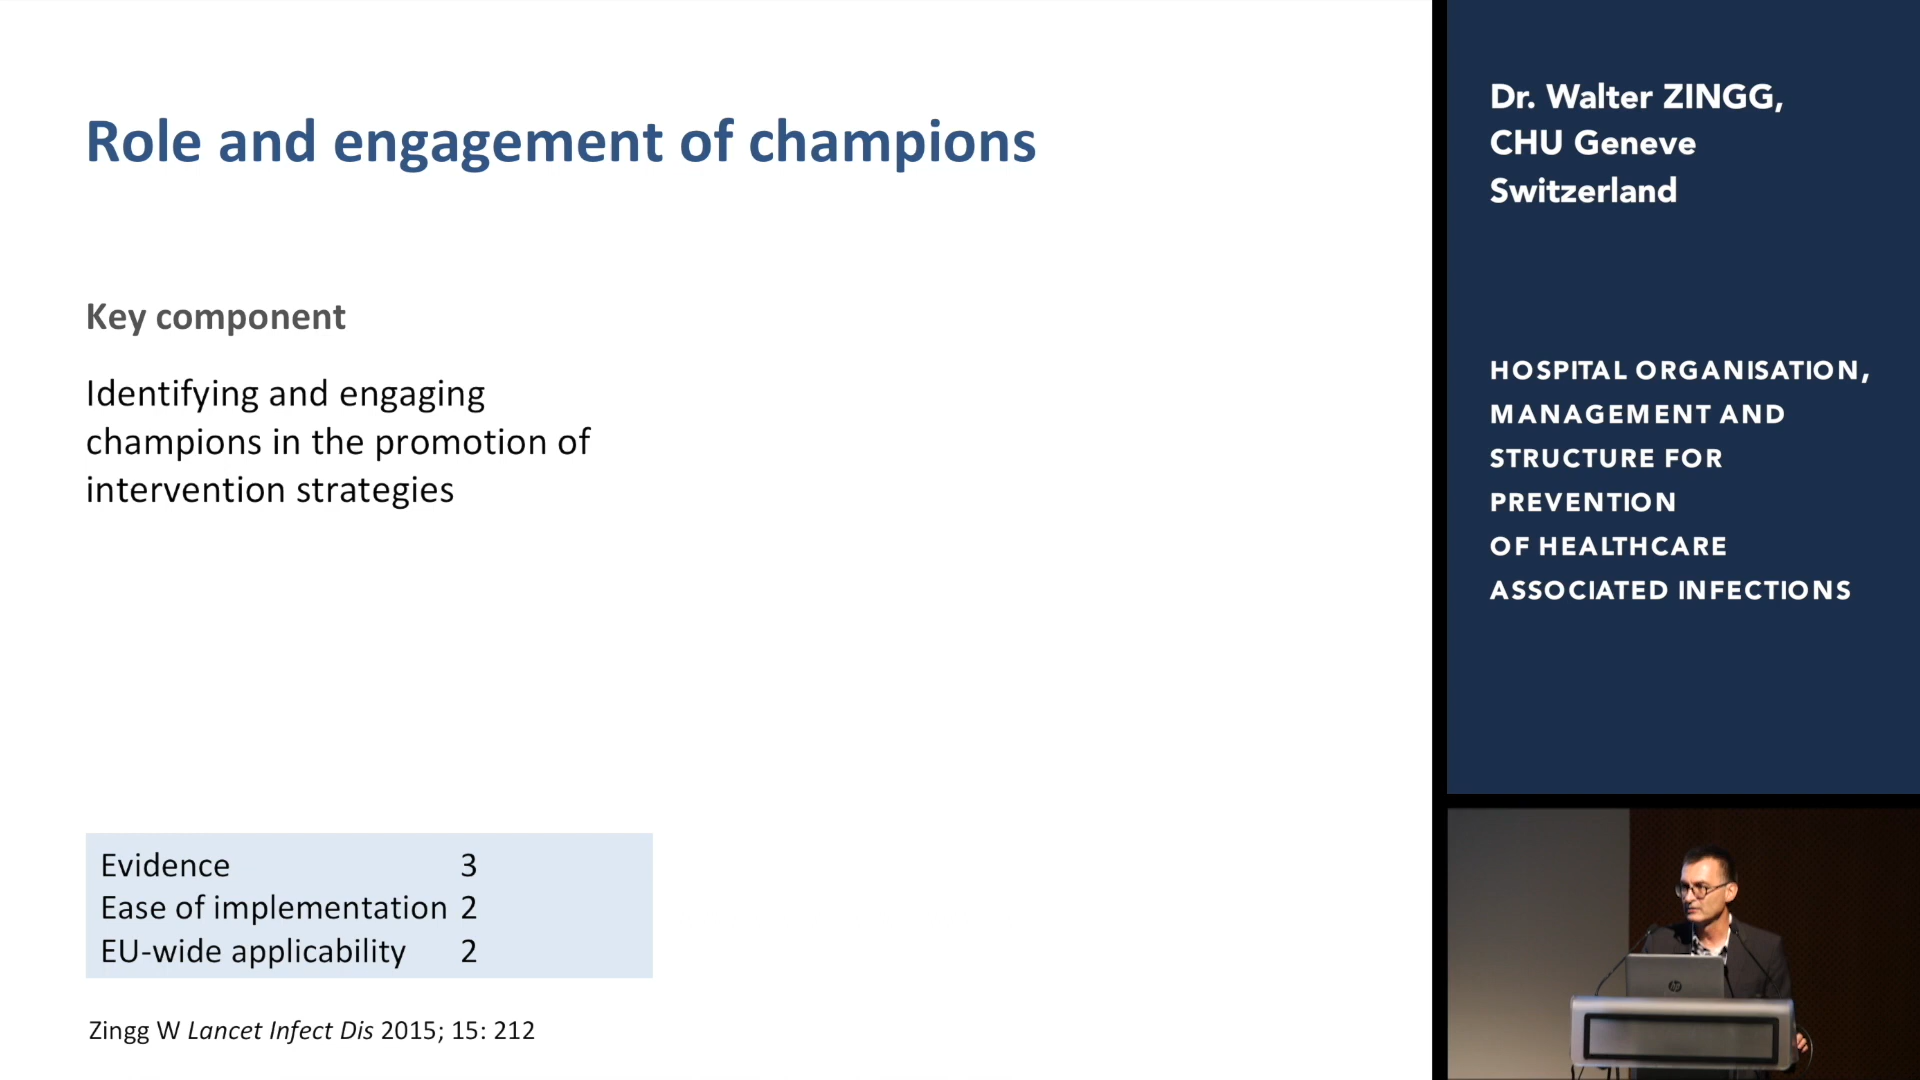 Role and engagement of champions
Key component
Identifying and engaging
champions in the promotion of
intervention strategies
Evidence 3
Ease of implementation 2
EU-wide applicability 2
Zingg W Lancet Infect Dis 2015; 15: 212
Dr. Walter ZINGG,
CHU Geneve
Switzerland
HOSPITAL ORGANISATION,
MANAGEMENT AND
STRUCTURE FOR
PREVENTION
OF HEALTHCARE
ASSOCIATED INFECTIONS
hp